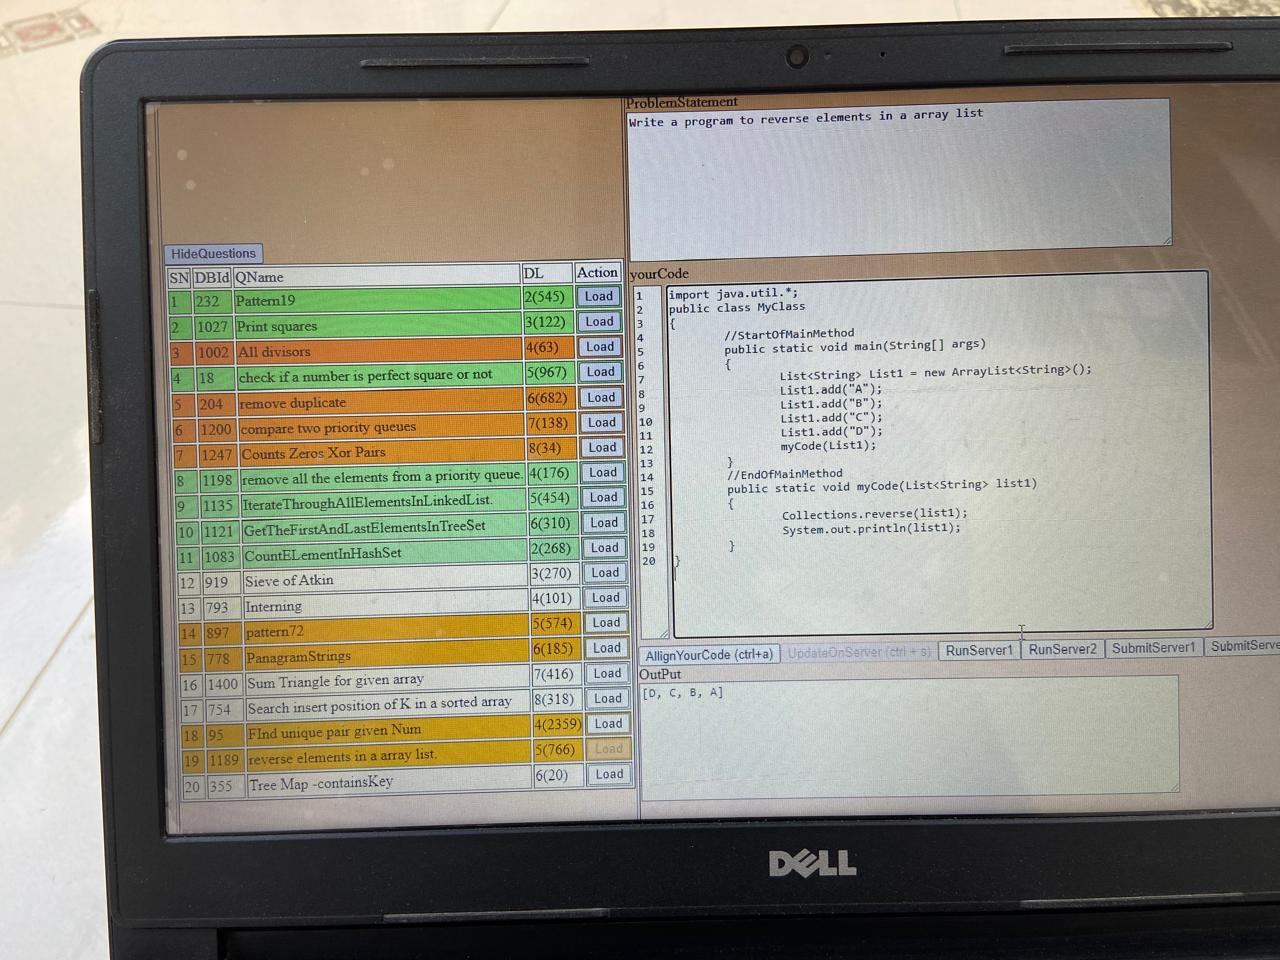 HideQuestions
SN DBId QName DL Action
1 232 Pattern19 2(545) Load
2 1027 Print squares 3(122) Load
3 1002 All divisors 4(63) Load
4 18 check if a number is perfect square or not 5(967) Load
5 204 remove duplicate 6(682) Load
6 1200 compare two priority queues 7(138) Load
7 1247 Counts Zeros Xor Pairs 8(34) Load
8 1198 remove all the elements from a priority queue. 4(176) Load
9 1135 IterateThroughAllElementsInLinkedList. 5(454) Load
10 1121 GetTheFirstAndLastElementsInTreeSet 6(310) Load
11 1083 CountELementInHashSet 2(268) Load
12 919 Sieve of Atkin 3(270) Load
13 793 Interning 4(101) Load
14 897 pattern72 5(574) Load
15 778 PanagramStrings 6(185) Load
16 1400 Sum Triangle for given array 7(416) Load
17 754 Search insert position of K in a sorted array 8(318) Load
18 95 FInd unique pair given Num 4(2359) Load
19 1189 reverse elements in a array list. 5(766) Load
20 355 Tree Map -containsKey 6(20) Load
ProblemStatement
Write a program to reverse elements in a array list
yourCode
1 import java.util.*;
2 public class MyClass
3 {
4 //StartOfMainMethod
5 public static void main(String[] args)
6 {
7 List<String> List1 = new ArrayList<String>();
8 List1.add("A");
9 List1.add("B");
10 List1.add("C");
11 List1.add("D");
12 myCode(List1);
13 }
14 //EndOfMainMethod
15 public static void myCode(List<String> list1)
16 {
17 Collections.reverse(list1);
18 System.out.println(list1);
19 }
20 }
AllignYourCode (ctrl+a) UpdateOnServer (ctrl + s) RunServer1 RunServer2 SubmitServer1 SubmitServe
OutPut
[D, C, B, A]
DELL